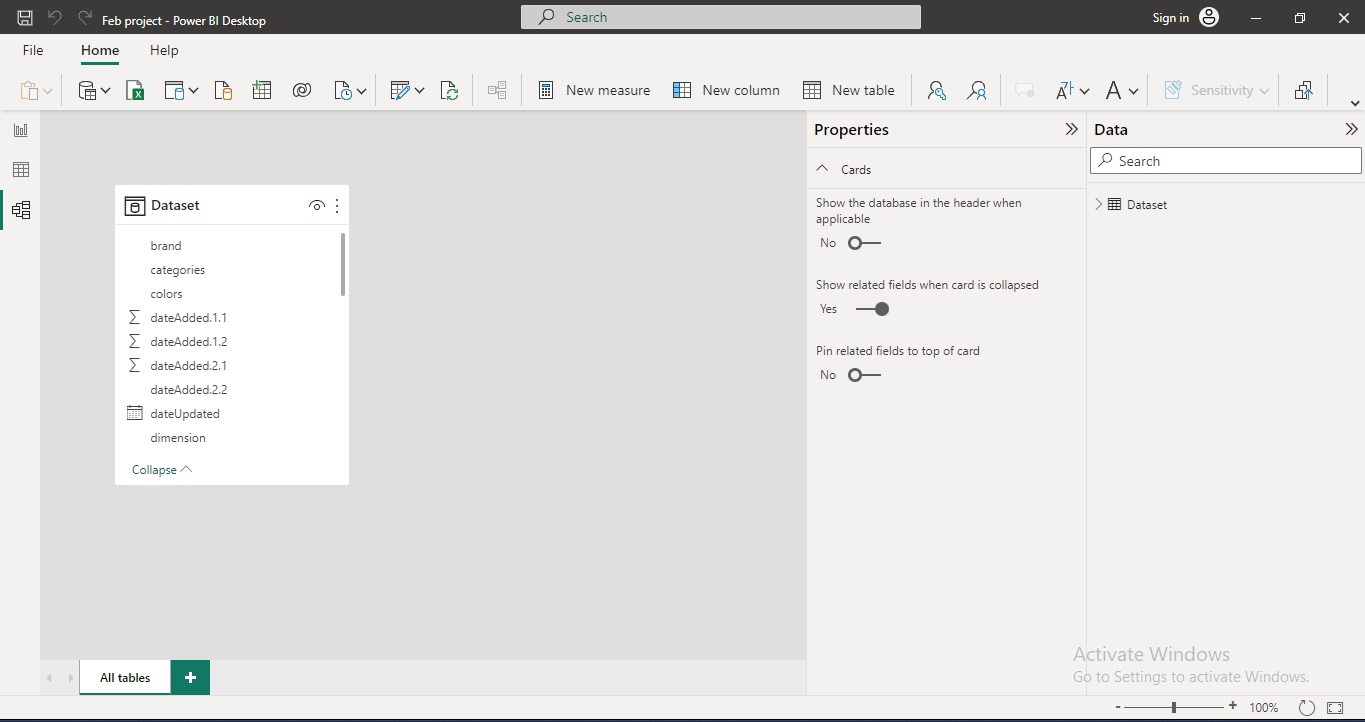 Feb project - Power BI Desktop
Search
Sign in
File
Home
Help
New measure
New column
New table
Sensitivity
Dataset
brand
categories
colors
dateAdded.1.1
dateAdded.1.2
dateAdded.2.1
dateAdded.2.2
dateUpdated
dimension
Collapse
Properties
Cards
Show the database in the header when
applicable
No
Show related fields when card is collapsed
Yes
Pin related fields to top of card
No
Data
Search
Dataset
Activate Windows
Go to Settings to activate Windows.
All tables
+
- + 100%